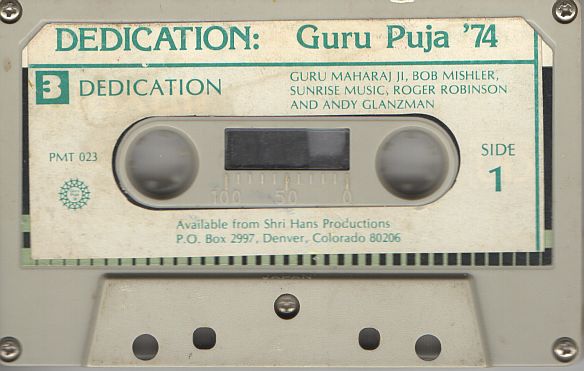 DEDICATION: Guru Puja '74
3 DEDICATION
GURU MAHARAJ JI, BOB MISHLER,
SUNRISE MUSIC, ROGER ROBINSON
AND ANDY GLANZMAN
PMT 023
SIDE
1
100 50 0
Available from Shri Hans Productions
P.O. Box 2997, Denver, Colorado 80206